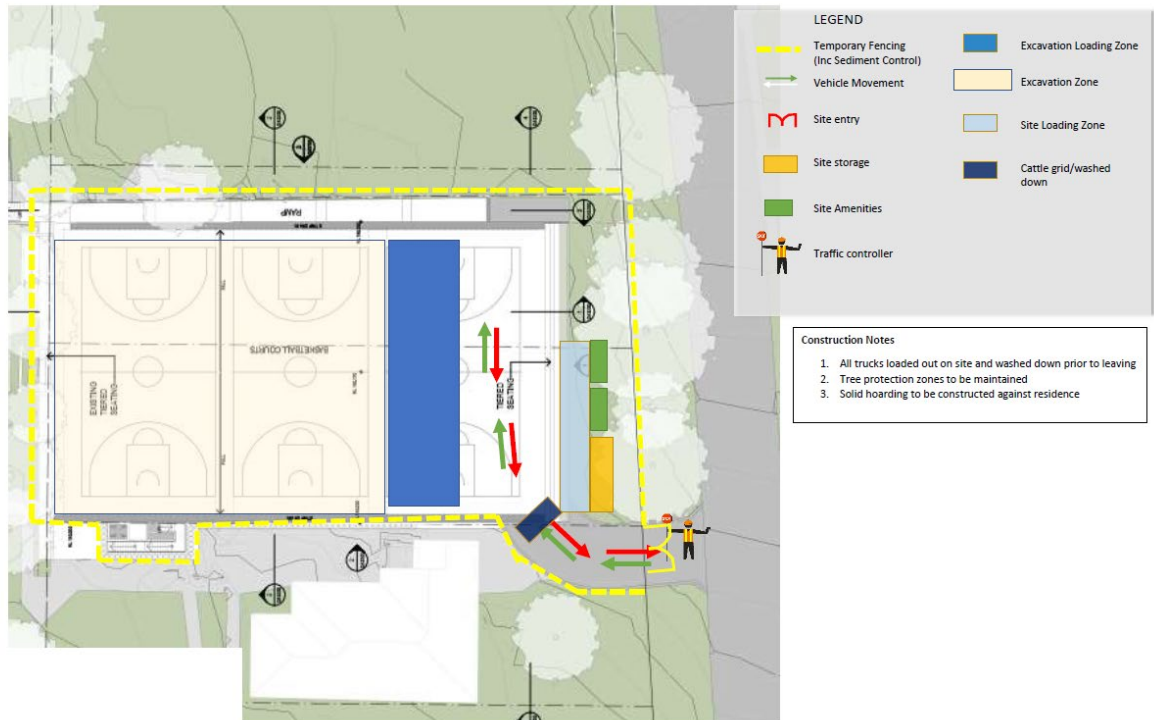 LEGEND
Temporary Fencing
(Inc Sediment Control)
Vehicle Movement
Site entry
Site storage
Site Amenities
Traffic controller
Excavation Loading Zone
Excavation Zone
Site Loading Zone
Cattle grid/washed
down
Construction Notes
1. All trucks loaded out on site and washed down prior to leaving
2. Tree protection zones to be maintained
3. Solid hoarding to be constructed against residence
RAMP
BASKETBALL COURTS
EXISTING
TIERED
SEATING
TIERED
SEATING